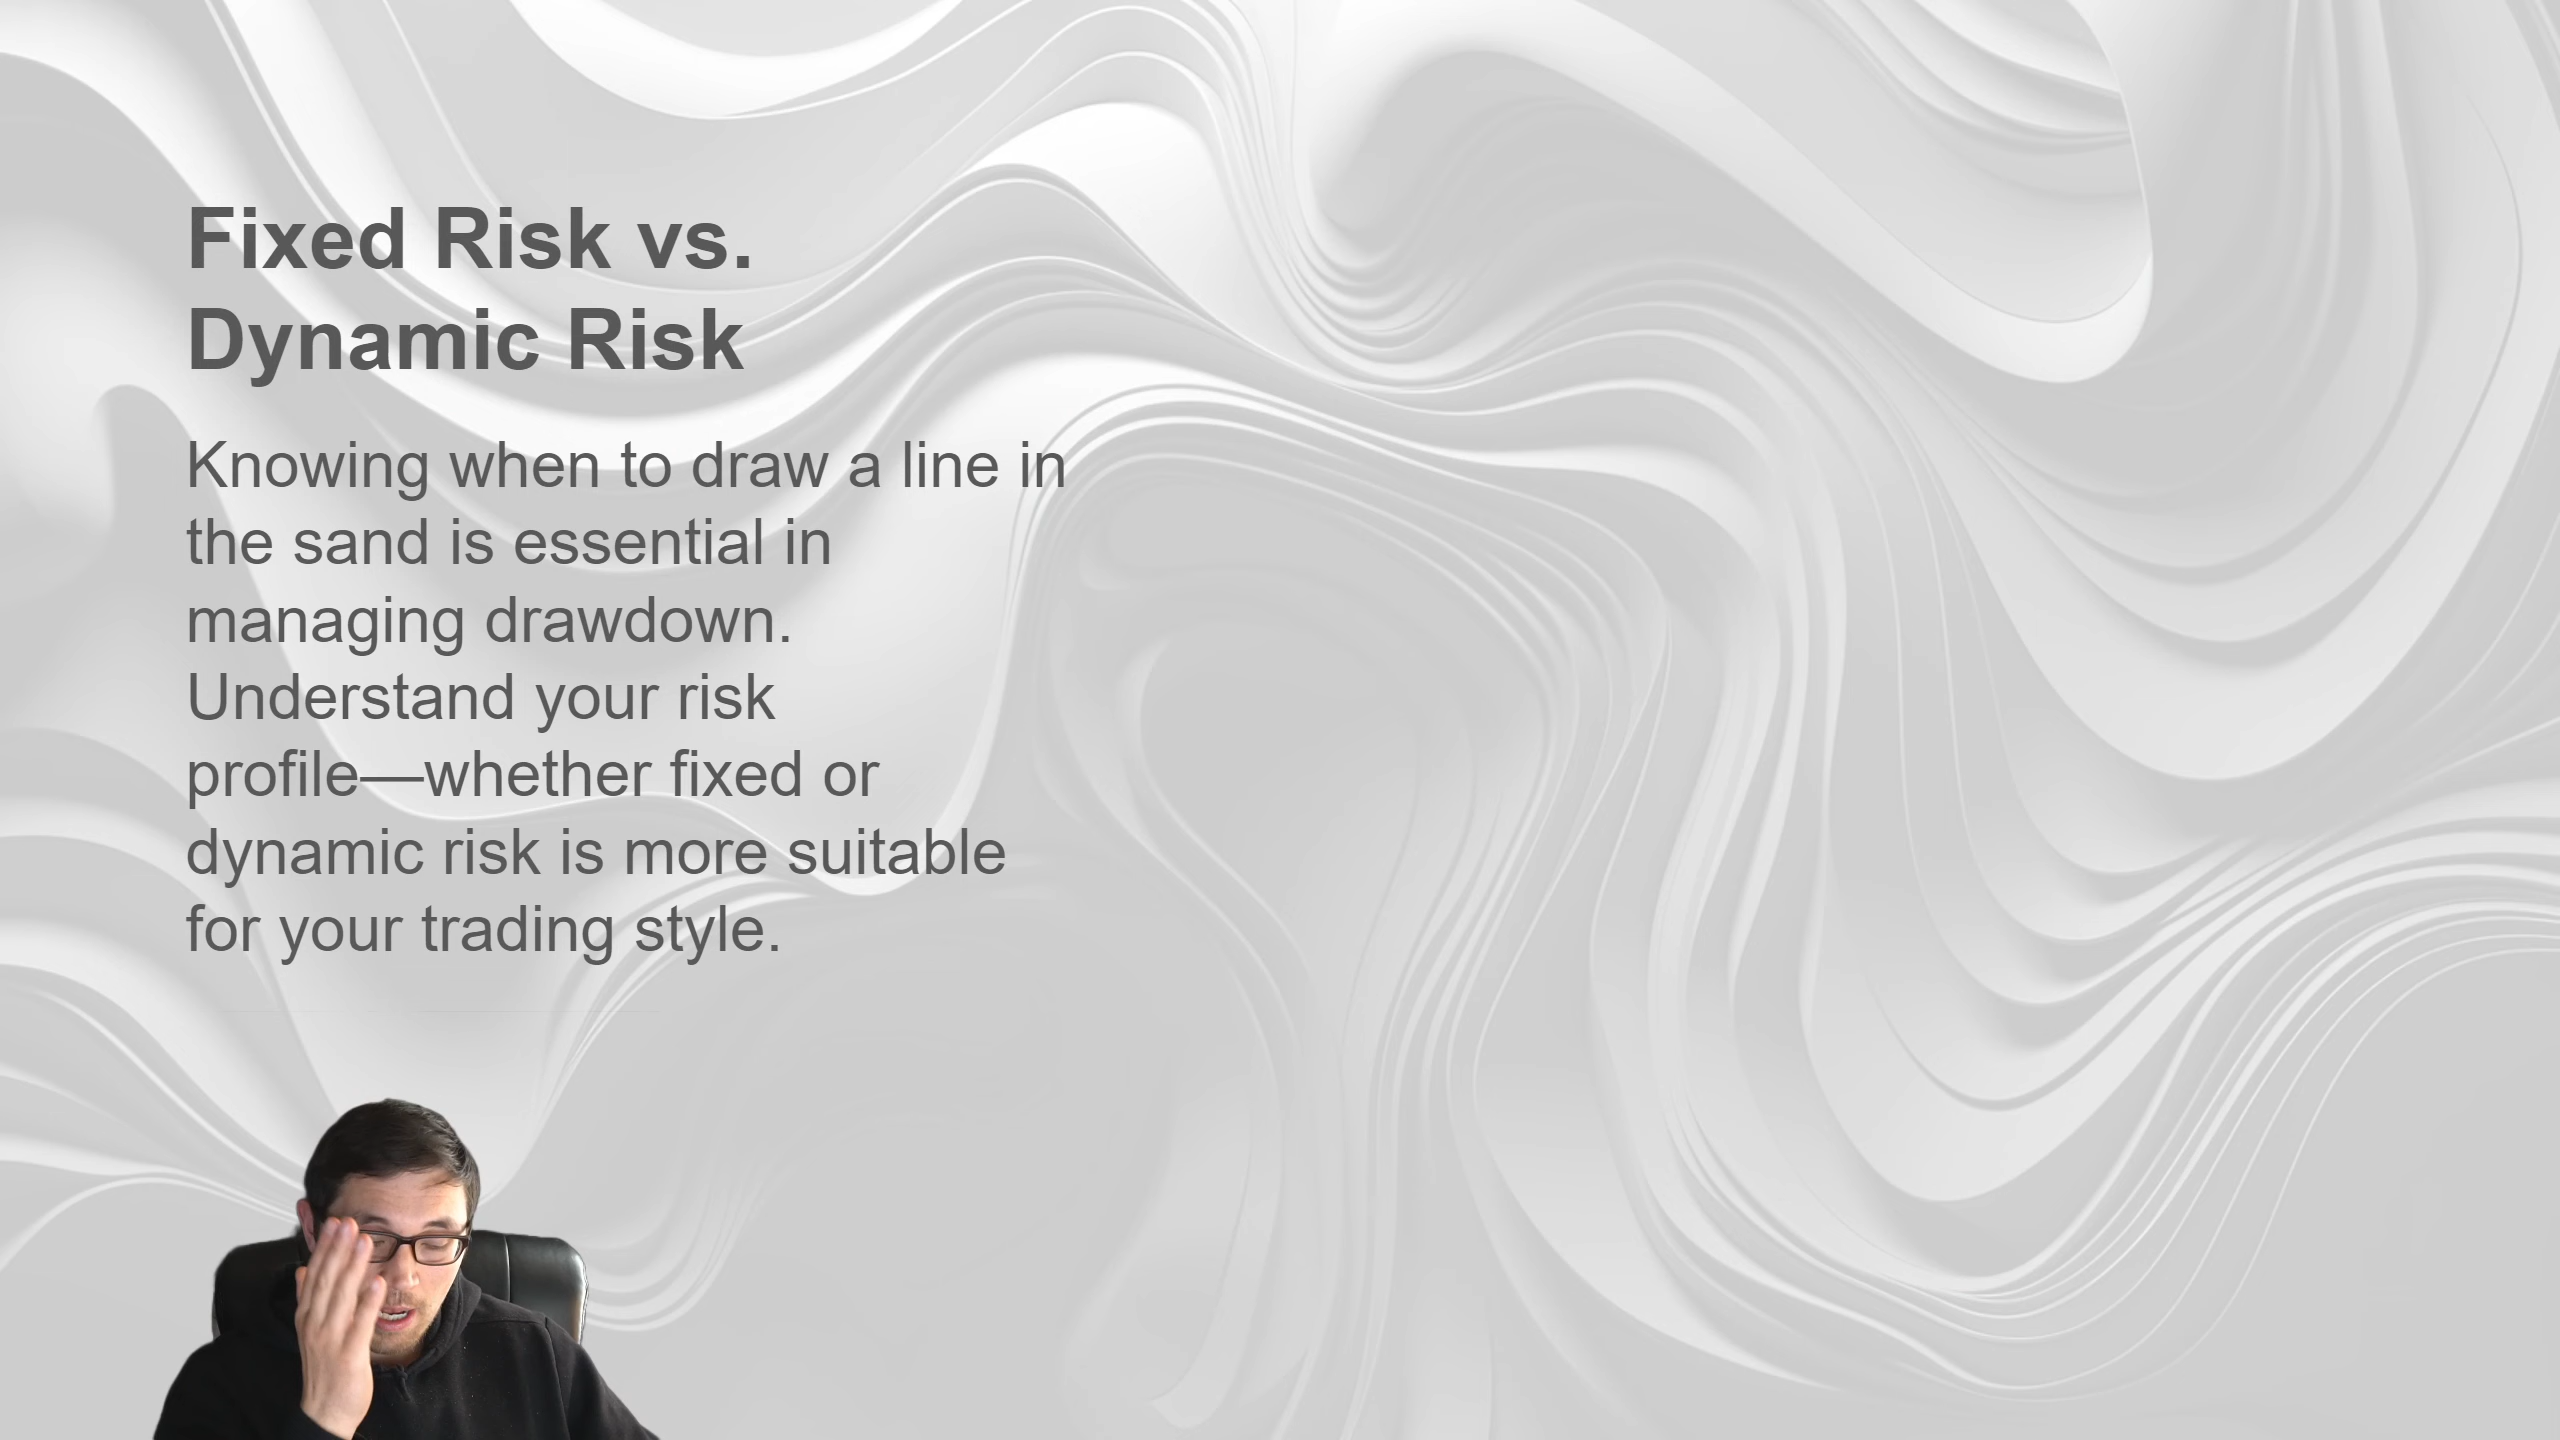 Fixed Risk vs.
Dynamic Risk
Knowing when to draw a line in
the sand is essential in
managing drawdown.
Understand your risk
profile—whether fixed or
dynamic risk is more suitable
for your trading style.